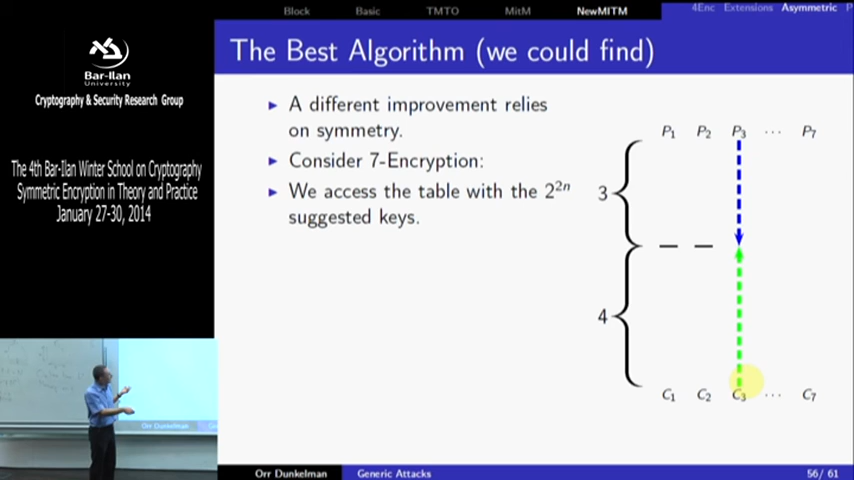 Block Basic TMTO MitM NewMITM 4Enc Extensions Asymmetric P
The Best Algorithm (we could find)
Bar-Ilan
University
Cryptography & Security Research Group
The 4th Bar-Ilan Winter School on Cryptography
Symmetric Encryption in Theory and Practice
January 27-30, 2014
► A different improvement relies
on symmetry.
► Consider 7-Encryption:
► We access the table with the 2²ⁿ
suggested keys.
P₁ P₂ P₃ ⋯ P₇
3
4
C₁ C₂ C₃ ⋯ C₇
Orr Dunkelman
Orr Dunkelman Generic Attacks 56/ 61